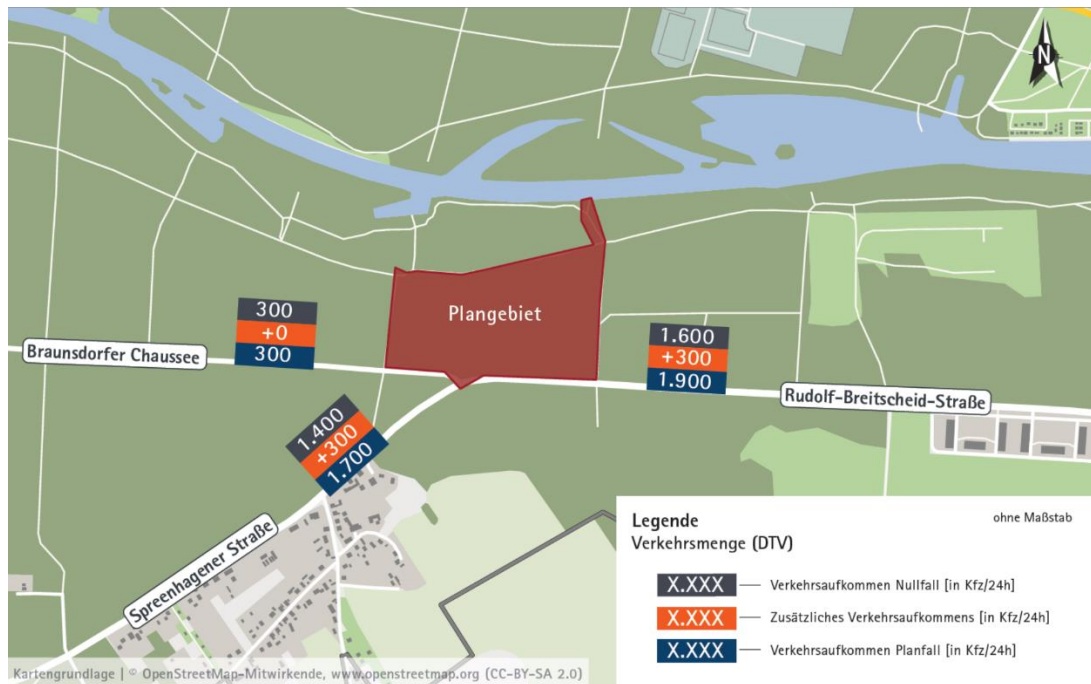 N
Plangebiet
300
+0
300
Braunsdorfer Chaussee
1.600
+300
1.900
Rudolf-Breitscheid-Straße
1.400
+300
1.700
Spreenhagener Straße
Legende
ohne Maßstab
Verkehrsmenge (DTV)
X.XXX Verkehrsaufkommen Nullfall [in Kfz/24h]
X.XXX Zusätzliches Verkehrsaufkommens [in Kfz/24h]
X.XXX Verkehrsaufkommen Planfall [in Kfz/24h]
Kartengrundlage | © OpenStreetMap-Mitwirkende, www.openstreetmap.org (CC-BY-SA 2.0)